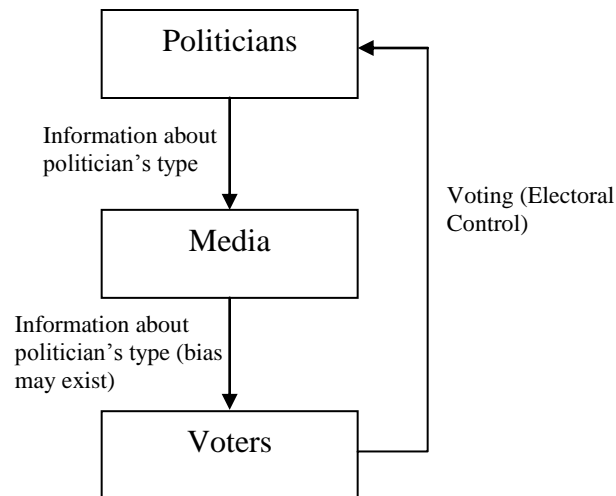 Politicians
Information about
politician's type
Voting (Electoral
Control)
Media
Information about
politician's type (bias
may exist)
Voters